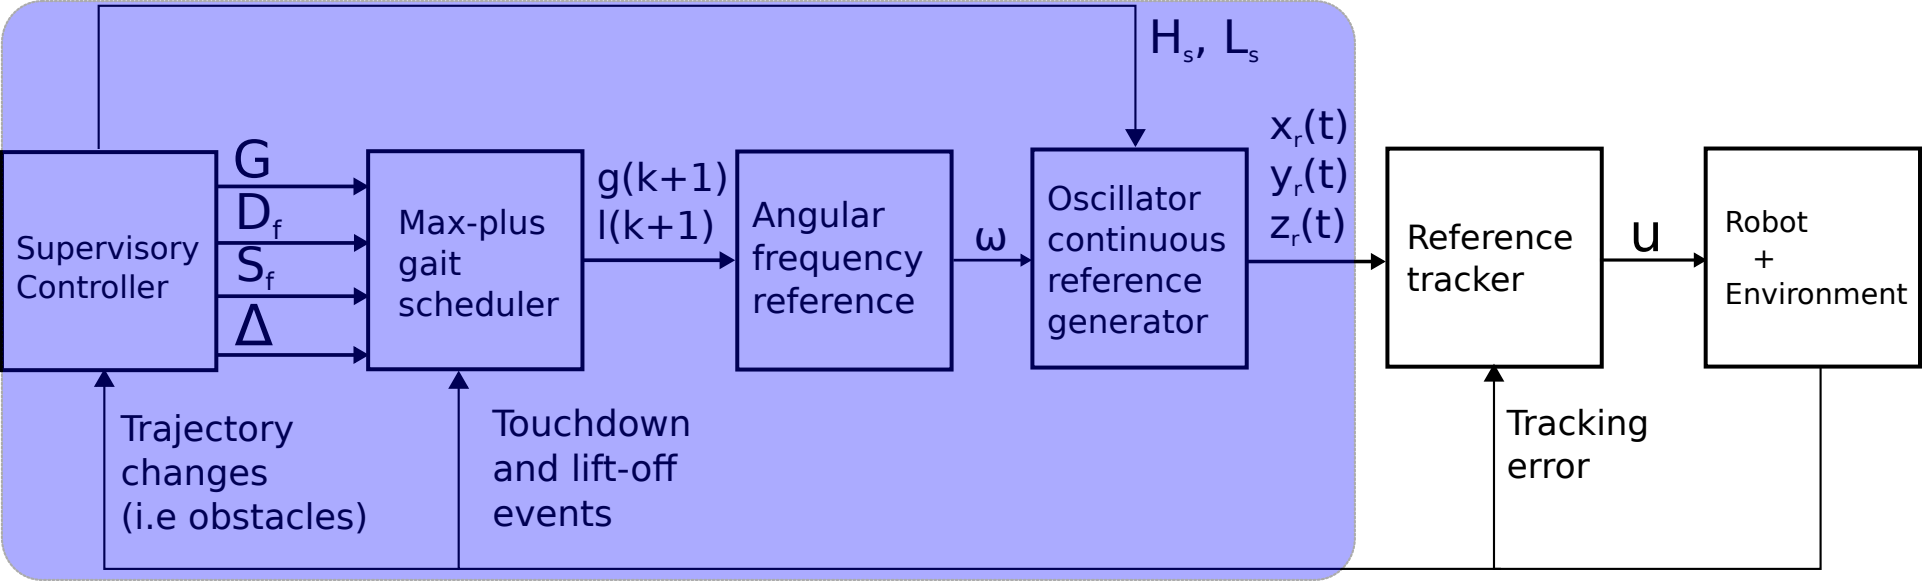 Hs, Ls
G
Df
Sf
Δ
Supervisory
Controller
Max-plus
gait
scheduler
g(k+1)
l(k+1)
Angular
frequency
reference
ω
Oscillator
continuous
reference
generator
xr(t)
yr(t)
zr(t)
Reference
tracker
u
Robot
+
Environment
Trajectory
changes
(i.e obstacles)
Touchdown
and lift-off
events
Tracking
error